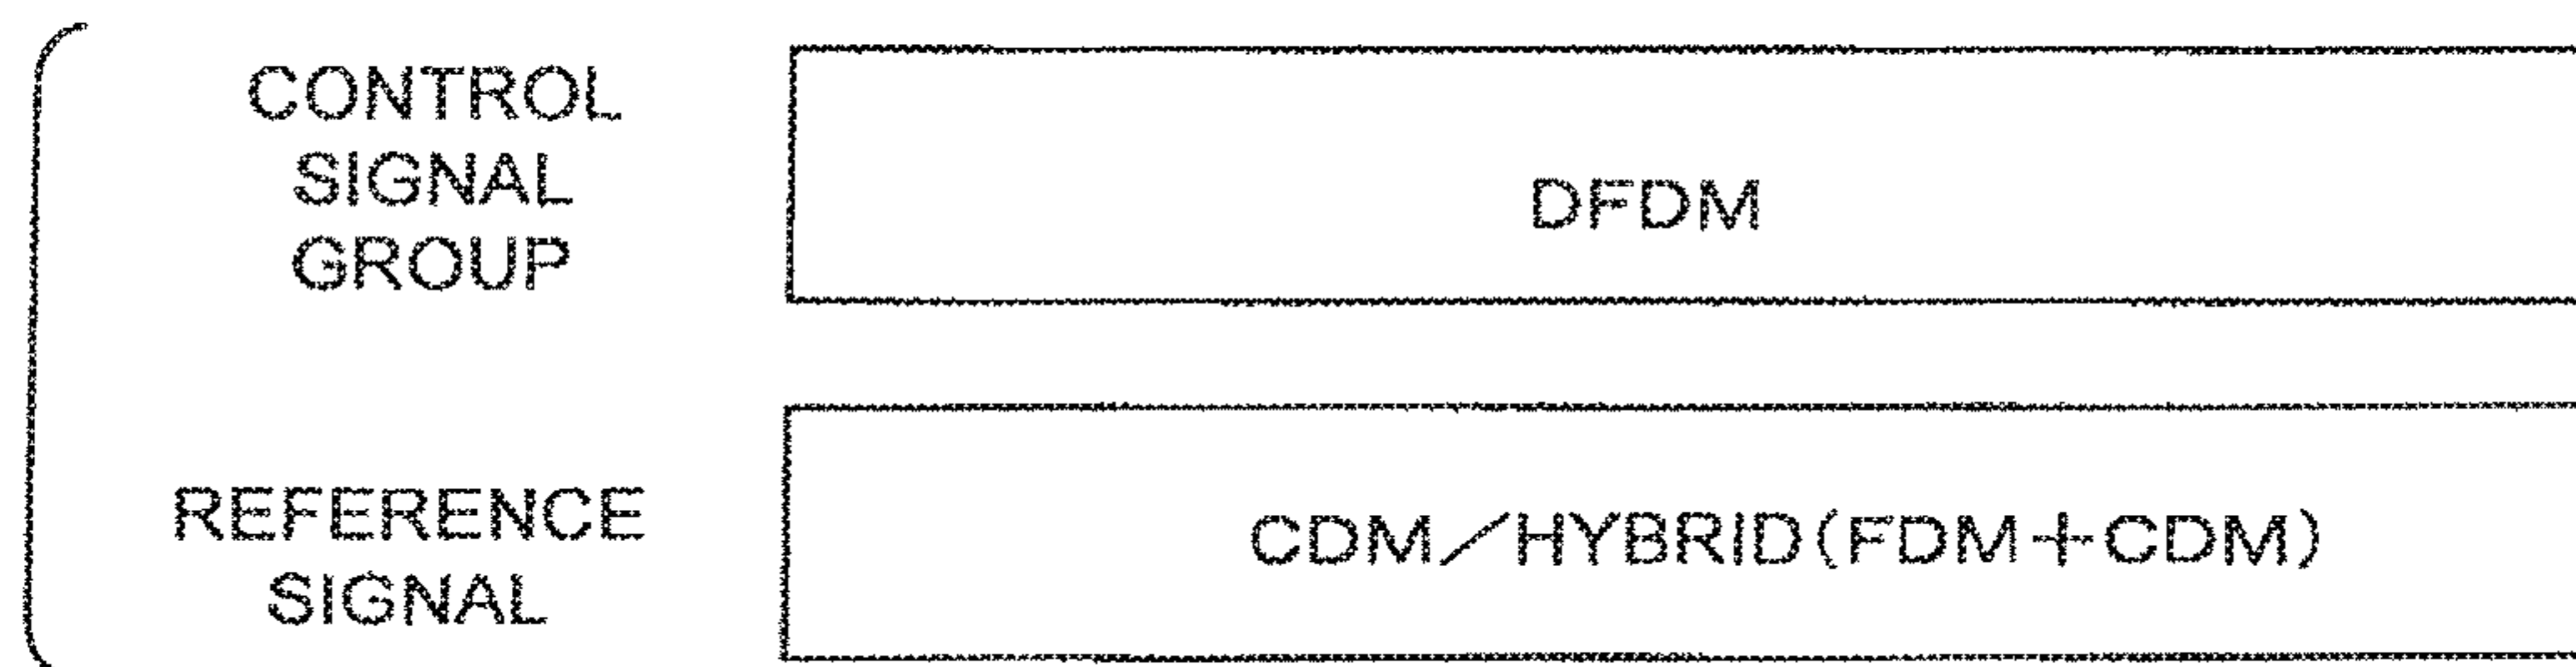 CONTROL
SIGNAL
GROUP
DFDM
REFERENCE
SIGNAL
CDM/HYBRID(FDM+CDM)